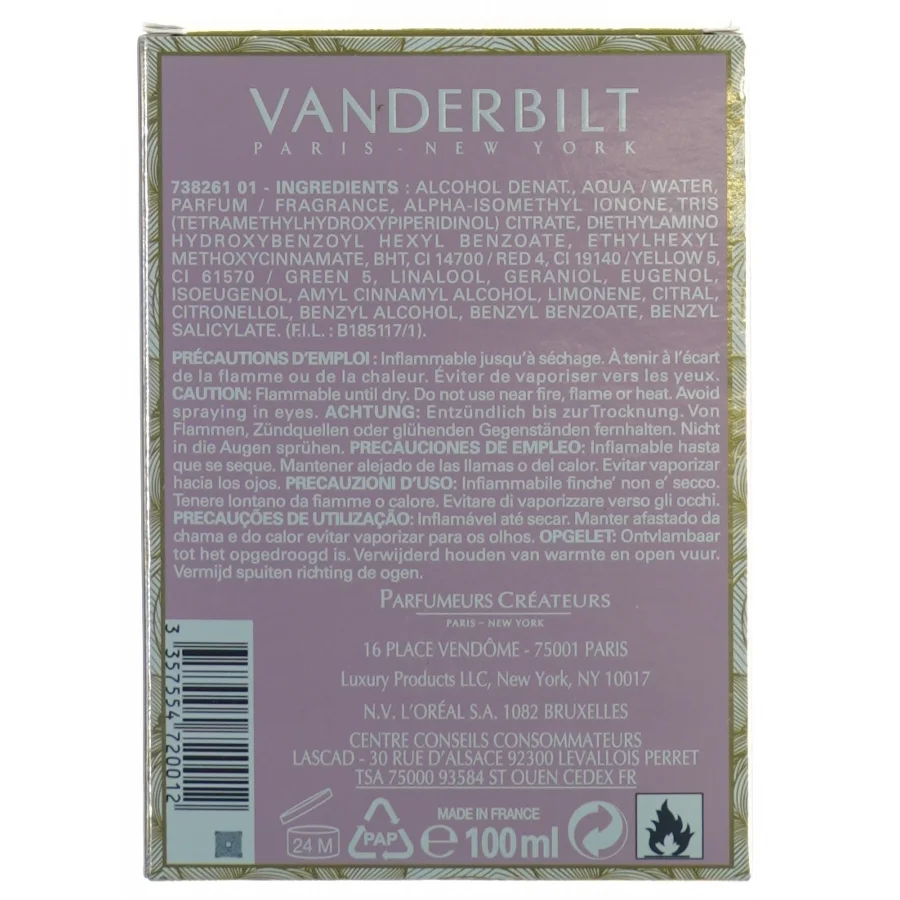 VANDERBILT
PARIS - NEW YORK
738261 01 - INGREDIENTS : ALCOHOL DENAT., AQUA / WATER,
PARFUM / FRAGRANCE, ALPHA-ISOMETHYL IONONE, TRIS
(TETRAMETHYLHYDROXYPIPERIDINOL) CITRATE, DIETHYLAMINO
HYDROXYBENZOYL HEXYL BENZOATE, ETHYLHEXYL
METHOXYCINNAMATE, BHT, CI 14700 / RED 4, CI 19140 / YELLOW 5,
CI 61570 / GREEN 5, LINALOOL, GERANIOL, EUGENOL,
ISOEUGENOL, AMYL CINNAMYL ALCOHOL, LIMONENE, CITRAL,
CITRONELLOL, BENZYL ALCOHOL, BENZYL BENZOATE, BENZYL
SALICYLATE. (F.I.L. : B185117/1).
PRÉCAUTIONS D'EMPLOI : Inflammable jusqu'à séchage. À tenir à l'écart
de la flamme ou de la chaleur. Éviter de vaporiser vers les yeux.
CAUTION: Flammable until dry. Do not use near fire, flame or heat. Avoid
spraying in eyes. ACHTUNG: Entzündlich bis zur Trocknung. Von
Flammen, Zündquellen oder glühenden Gegenständen fernhalten. Nicht
in die Augen sprühen. PRECAUCIONES DE EMPLEO: Inflamable hasta
que se seque. Mantener alejado de las llamas o del calor. Evitar vaporizar
hacia los ojos. PRECAUZIONI D'USO: Infiammabile finche' non e' secco.
Tenere lontano da fiamme o calore. Evitare di vaporizzare verso gli occhi.
PRECAUÇÕES DE UTILIZAÇÃO: Inflamável até secar. Manter afastado da
chama e do calor evitar vaporizar para os olhos. OPGELET: Ontvlambaar
tot het opgedroogd is. Verwijderd houden van warmte en open vuur.
Vermijd spuiten richting de ogen.
PARFUMEURS CRÉATEURS
PARIS – NEW YORK
16 PLACE VENDÔME - 75001 PARIS
Luxury Products LLC, New York, NY 10017
N.V. L'ORÉAL S.A. 1082 BRUXELLES
CENTRE CONSEILS CONSOMMATEURS
LASCAD - 30 RUE D'ALSACE 92300 LEVALLOIS PERRET
TSA 75000 93584 ST OUEN CEDEX FR
3 357554 720012
MADE IN FRANCE
24 M
PAP
℮ 100ml